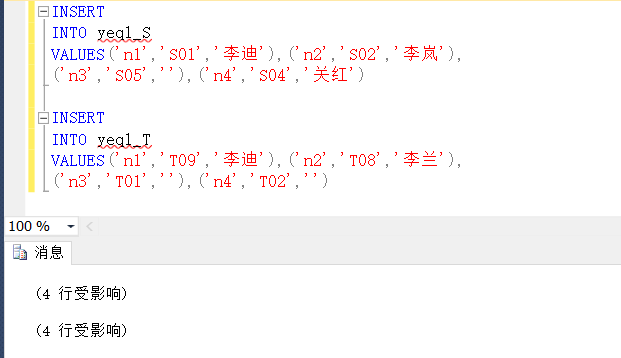 INSERT
INTO yeql_S
VALUES('n1','S01','李迪'),('n2','S02','李岚'),
('n3','S05',''),('n4','S04','关红')
INSERT
INTO yeql_T
VALUES('n1','T09','李迪'),('n2','T08','李兰'),
('n3','T01',''),('n4','T02','')
100 %
消息
(4 行受影响)
(4 行受影响)